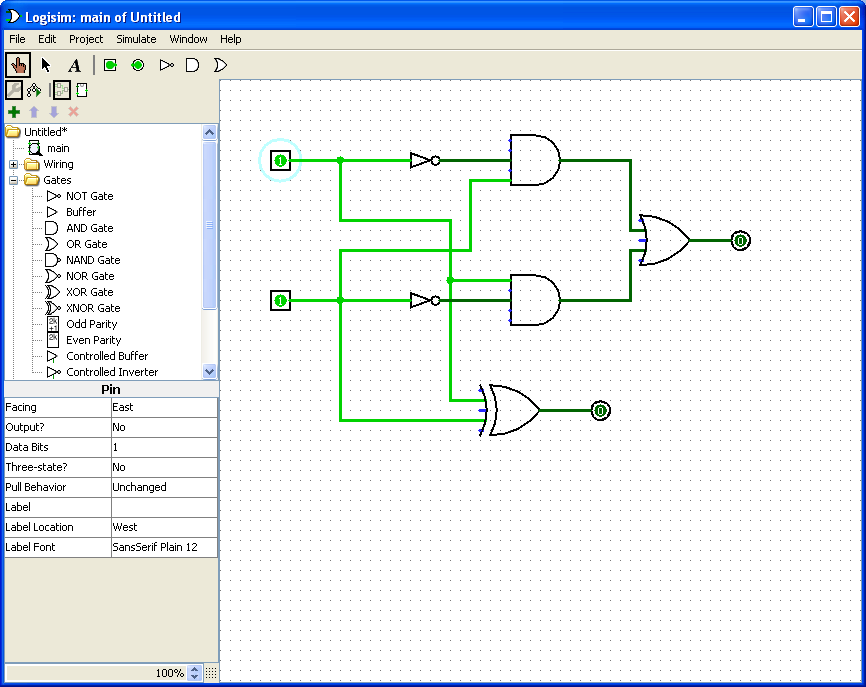 Logisim: main of Untitled
File Edit Project Simulate Window Help
A
Untitled*
main
Wiring
Gates
NOT Gate
Buffer
AND Gate
OR Gate
NAND Gate
NOR Gate
XOR Gate
XNOR Gate
2k+1 Odd Parity
2k Even Parity
Controlled Buffer
Controlled Inverter
Pin
Facing East
Output? No
Data Bits 1
Three-state? No
Pull Behavior Unchanged
Label
Label Location West
Label Font SansSerif Plain 12
100%
1
0
1
0